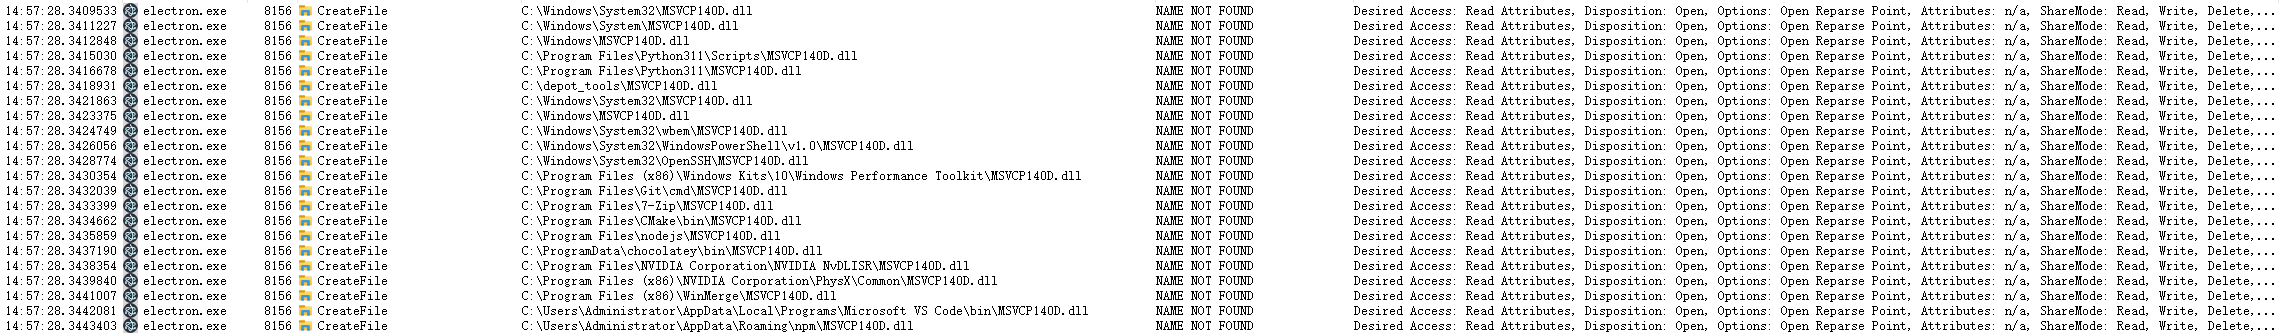 14:57:28.3409533 electron.exe 8156 CreateFile C:\Windows\System32\MSVCP140D.dll NAME NOT FOUND Desired Access: Read Attributes, Disposition: Open, Options: Open Reparse Point, Attributes: n/a, ShareMode: Read, Write, Delete,...
14:57:28.3411227 electron.exe 8156 CreateFile C:\Windows\System\MSVCP140D.dll NAME NOT FOUND Desired Access: Read Attributes, Disposition: Open, Options: Open Reparse Point, Attributes: n/a, ShareMode: Read, Write, Delete,...
14:57:28.3412848 electron.exe 8156 CreateFile C:\Windows\MSVCP140D.dll NAME NOT FOUND Desired Access: Read Attributes, Disposition: Open, Options: Open Reparse Point, Attributes: n/a, ShareMode: Read, Write, Delete,...
14:57:28.3415030 electron.exe 8156 CreateFile C:\Program Files\Python311\Scripts\MSVCP140D.dll NAME NOT FOUND Desired Access: Read Attributes, Disposition: Open, Options: Open Reparse Point, Attributes: n/a, ShareMode: Read, Write, Delete,...
14:57:28.3416678 electron.exe 8156 CreateFile C:\Program Files\Python311\MSVCP140D.dll NAME NOT FOUND Desired Access: Read Attributes, Disposition: Open, Options: Open Reparse Point, Attributes: n/a, ShareMode: Read, Write, Delete,...
14:57:28.3418931 electron.exe 8156 CreateFile C:\depot_tools\MSVCP140D.dll NAME NOT FOUND Desired Access: Read Attributes, Disposition: Open, Options: Open Reparse Point, Attributes: n/a, ShareMode: Read, Write, Delete,...
14:57:28.3421863 electron.exe 8156 CreateFile C:\Windows\System32\MSVCP140D.dll NAME NOT FOUND Desired Access: Read Attributes, Disposition: Open, Options: Open Reparse Point, Attributes: n/a, ShareMode: Read, Write, Delete,...
14:57:28.3423375 electron.exe 8156 CreateFile C:\Windows\MSVCP140D.dll NAME NOT FOUND Desired Access: Read Attributes, Disposition: Open, Options: Open Reparse Point, Attributes: n/a, ShareMode: Read, Write, Delete,...
14:57:28.3424749 electron.exe 8156 CreateFile C:\Windows\System32\wbem\MSVCP140D.dll NAME NOT FOUND Desired Access: Read Attributes, Disposition: Open, Options: Open Reparse Point, Attributes: n/a, ShareMode: Read, Write, Delete,...
14:57:28.3426056 electron.exe 8156 CreateFile C:\Windows\System32\WindowsPowerShell\v1.0\MSVCP140D.dll NAME NOT FOUND Desired Access: Read Attributes, Disposition: Open, Options: Open Reparse Point, Attributes: n/a, ShareMode: Read, Write, Delete,...
14:57:28.3428774 electron.exe 8156 CreateFile C:\Windows\System32\OpenSSH\MSVCP140D.dll NAME NOT FOUND Desired Access: Read Attributes, Disposition: Open, Options: Open Reparse Point, Attributes: n/a, ShareMode: Read, Write, Delete,...
14:57:28.3430354 electron.exe 8156 CreateFile C:\Program Files (x86)\Windows Kits\10\Windows Performance Toolkit\MSVCP140D.dll NAME NOT FOUND Desired Access: Read Attributes, Disposition: Open, Options: Open Reparse Point, Attributes: n/a, ShareMode: Read, Write, Delete,...
14:57:28.3432039 electron.exe 8156 CreateFile C:\Program Files\Git\cmd\MSVCP140D.dll NAME NOT FOUND Desired Access: Read Attributes, Disposition: Open, Options: Open Reparse Point, Attributes: n/a, ShareMode: Read, Write, Delete,...
14:57:28.3433399 electron.exe 8156 CreateFile C:\Program Files\7-Zip\MSVCP140D.dll NAME NOT FOUND Desired Access: Read Attributes, Disposition: Open, Options: Open Reparse Point, Attributes: n/a, ShareMode: Read, Write, Delete,...
14:57:28.3434662 electron.exe 8156 CreateFile C:\Program Files\CMake\bin\MSVCP140D.dll NAME NOT FOUND Desired Access: Read Attributes, Disposition: Open, Options: Open Reparse Point, Attributes: n/a, ShareMode: Read, Write, Delete,...
14:57:28.3435859 electron.exe 8156 CreateFile C:\Program Files\nodejs\MSVCP140D.dll NAME NOT FOUND Desired Access: Read Attributes, Disposition: Open, Options: Open Reparse Point, Attributes: n/a, ShareMode: Read, Write, Delete,...
14:57:28.3437190 electron.exe 8156 CreateFile C:\ProgramData\chocolatey\bin\MSVCP140D.dll NAME NOT FOUND Desired Access: Read Attributes, Disposition: Open, Options: Open Reparse Point, Attributes: n/a, ShareMode: Read, Write, Delete,...
14:57:28.3438354 electron.exe 8156 CreateFile C:\Program Files\NVIDIA Corporation\NVIDIA NvDLISR\MSVCP140D.dll NAME NOT FOUND Desired Access: Read Attributes, Disposition: Open, Options: Open Reparse Point, Attributes: n/a, ShareMode: Read, Write, Delete,...
14:57:28.3439840 electron.exe 8156 CreateFile C:\Program Files (x86)\NVIDIA Corporation\PhysX\Common\MSVCP140D.dll NAME NOT FOUND Desired Access: Read Attributes, Disposition: Open, Options: Open Reparse Point, Attributes: n/a, ShareMode: Read, Write, Delete,...
14:57:28.3441007 electron.exe 8156 CreateFile C:\Program Files (x86)\WinMerge\MSVCP140D.dll NAME NOT FOUND Desired Access: Read Attributes, Disposition: Open, Options: Open Reparse Point, Attributes: n/a, ShareMode: Read, Write, Delete,...
14:57:28.3442081 electron.exe 8156 CreateFile C:\Users\Administrator\AppData\Local\Programs\Microsoft VS Code\bin\MSVCP140D.dll NAME NOT FOUND Desired Access: Read Attributes, Disposition: Open, Options: Open Reparse Point, Attributes: n/a, ShareMode: Read, Write, Delete,...
14:57:28.3443403 electron.exe 8156 CreateFile C:\Users\Administrator\AppData\Roaming\npm\MSVCP140D.dll NAME NOT FOUND Desired Access: Read Attributes, Disposition: Open, Options: Open Reparse Point, Attributes: n/a, ShareMode: Read, Write, Delete,...